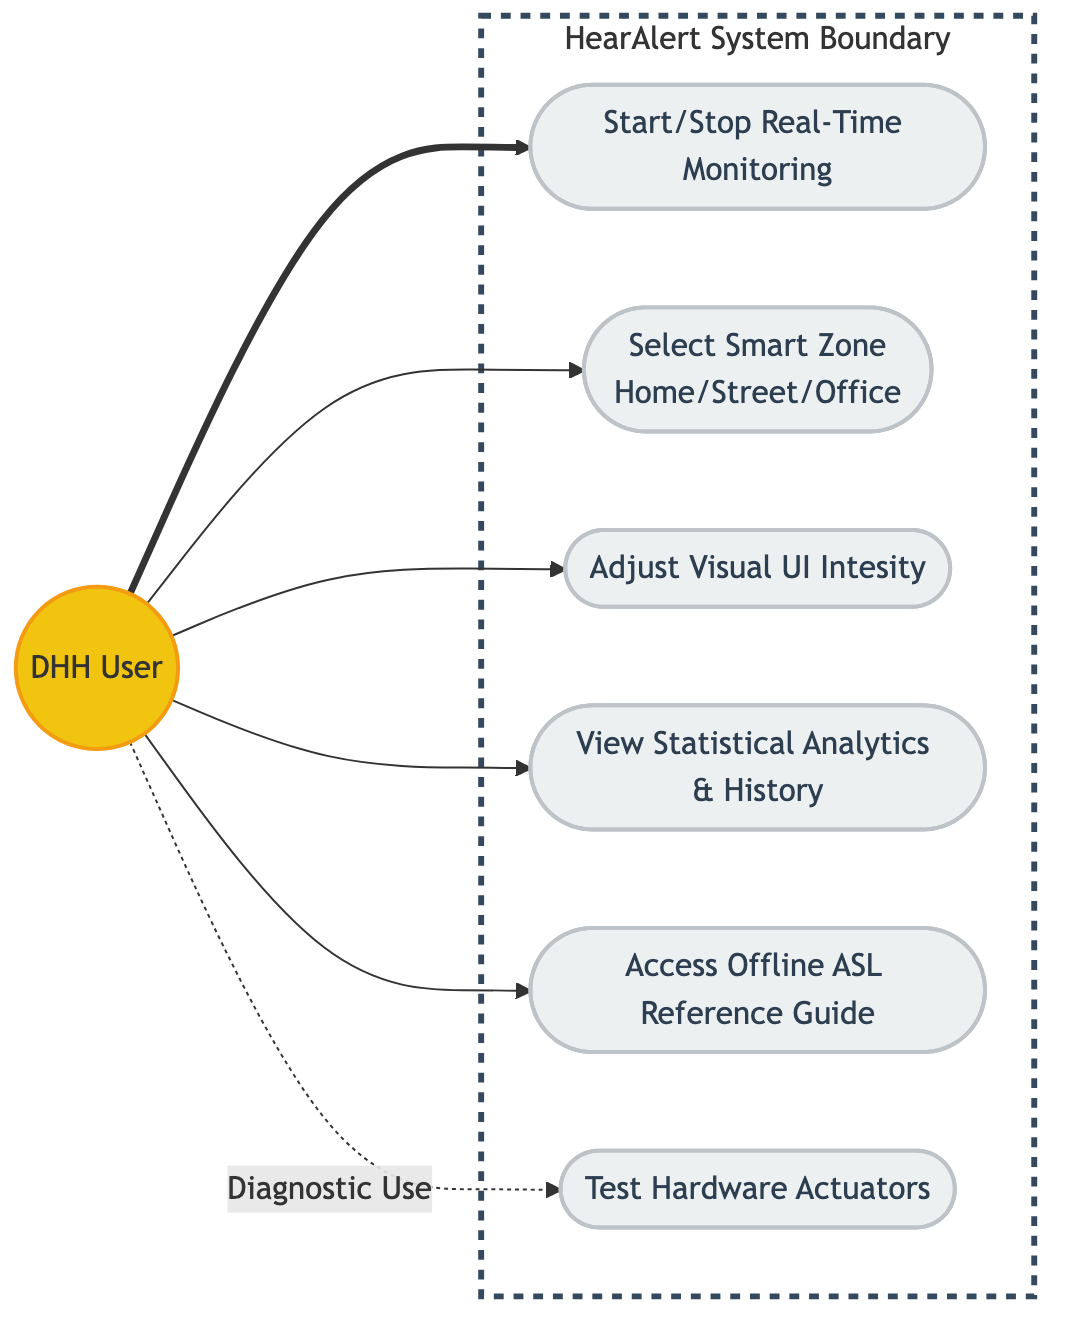 HearAlert System Boundary
Start/Stop Real-Time
Monitoring
Select Smart Zone
Home/Street/Office
Adjust Visual UI Intesity
DHH User
View Statistical Analytics
& History
Access Offline ASL
Reference Guide
Diagnostic Use
Test Hardware Actuators